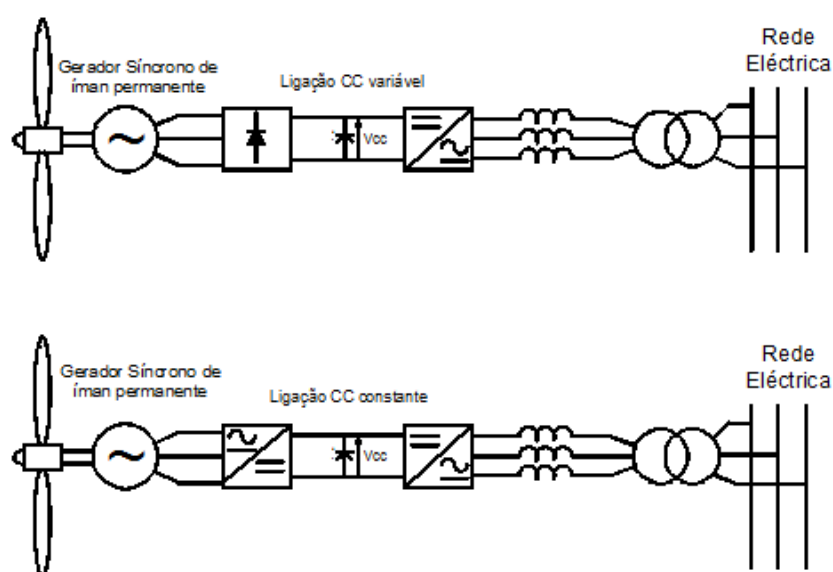 Rede
Eléctrica
Gerador Síncrono de
íman permanente
Ligação CC variável
Vcc
Rede
Eléctrica
Gerador Síncrono de
íman permanente
Ligação CC constante
Vcc